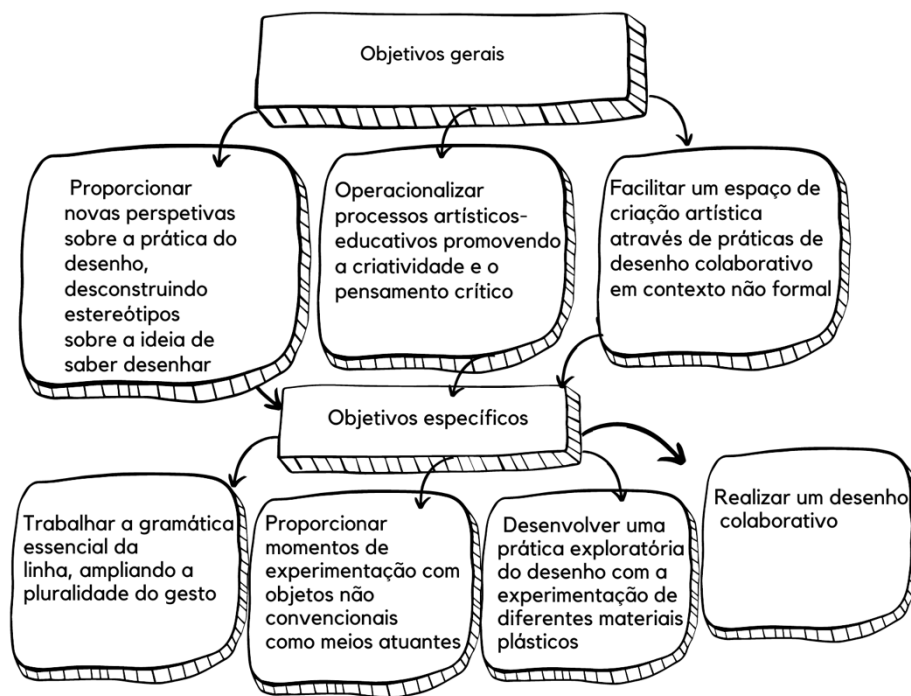 Objetivos gerais
Proporcionar
novas perspetivas
sobre a prática do
desenho,
desconstruindo
estereótipos
sobre a ideia de
saber desenhar
Operacionalizar
processos artísticos-
educativos promovendo
a criatividade e o
pensamento crítico
Facilitar um espaço de
criação artística
através de práticas de
desenho colaborativo
em contexto não formal
Objetivos específicos
Trabalhar a gramática
essencial da
linha, ampliando a
pluralidade do gesto
Proporcionar
momentos de
experimentação com
objetos não
convencionais
como meios atuantes
Desenvolver uma
prática exploratória
do desenho com a
experimentação de
diferentes materiais
plásticos
Realizar um desenho
colaborativo